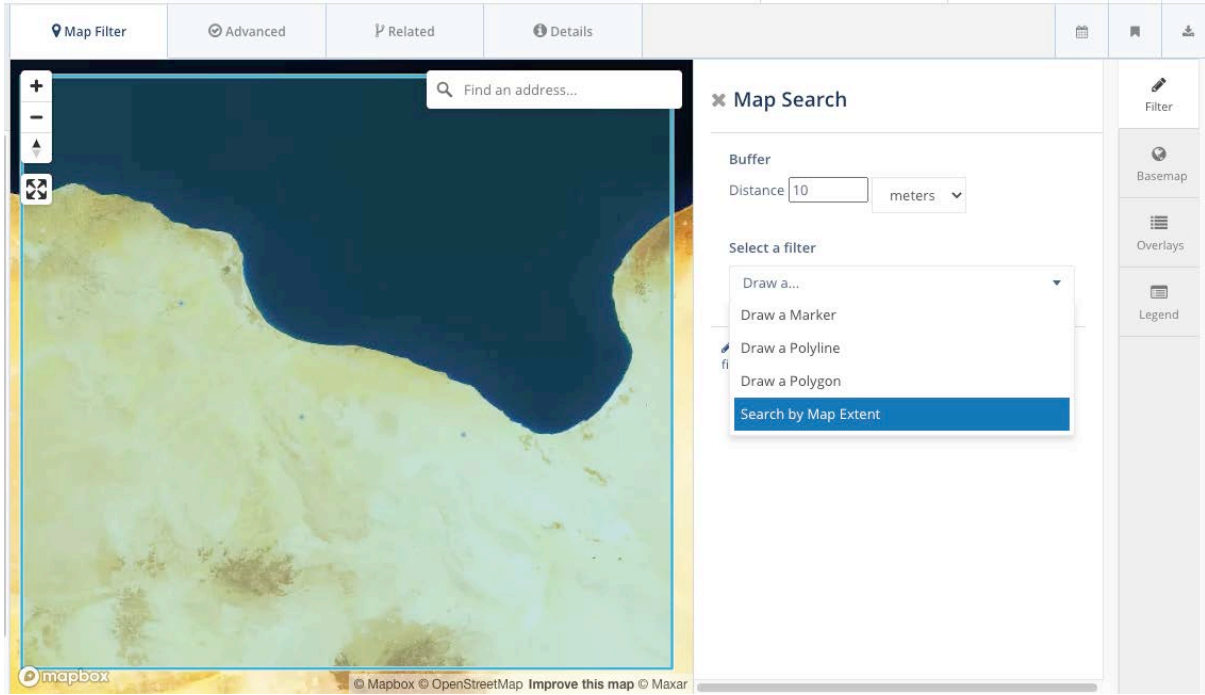 Map Filter
Advanced
Related
Details
+
−
Find an address...
Map Search
Filter
Basemap
Overlays
Legend
Buffer
Distance 10 meters
Select a filter
Draw a...
Draw a Marker
Draw a Polyline
fi
Draw a Polygon
Search by Map Extent
mapbox
© Mapbox © OpenStreetMap Improve this map © Maxar